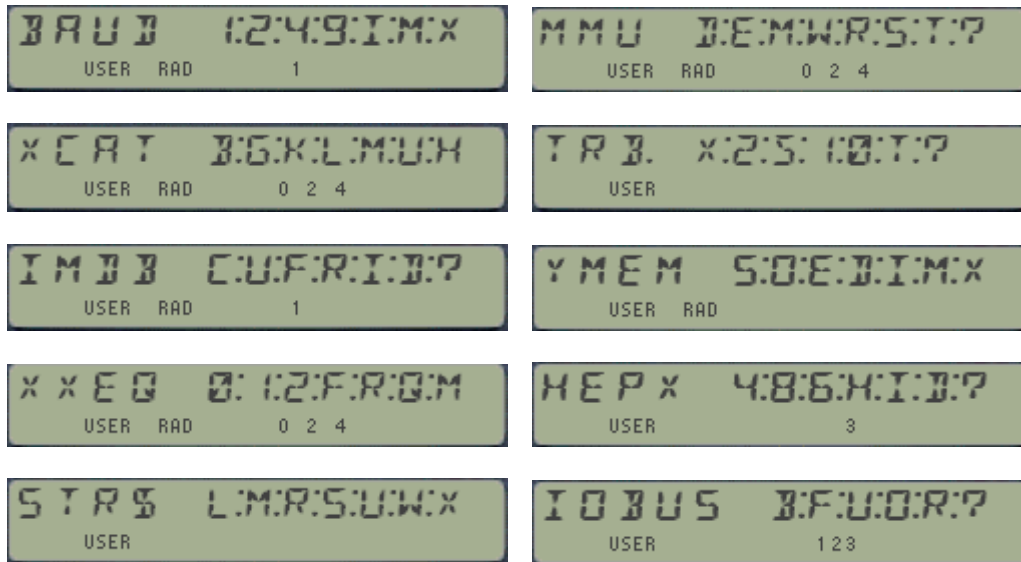 BAUD 1:2:4:9:I:M:X
USER RAD 1
MMU D:E:M:W:R:S:T:?
USER RAD 0 2 4
XCAT B:G:K:L:M:U:H
USER RAD 0 2 4
TRB. X:2:5:1:0:T:?
USER
IMDB C:U:F:R:I:D:?
USER RAD 1
YMEM S:O:E:D:I:M:X
USER RAD
XXEQ 0:1:2:F:R:Q:M
USER RAD 0 2 4
HEPX 4:8:6:H:I:D:?
USER 3
STR$ L:M:R:S:U:W:X
USER
IOBUS B:F:U:O:R:?
USER 123